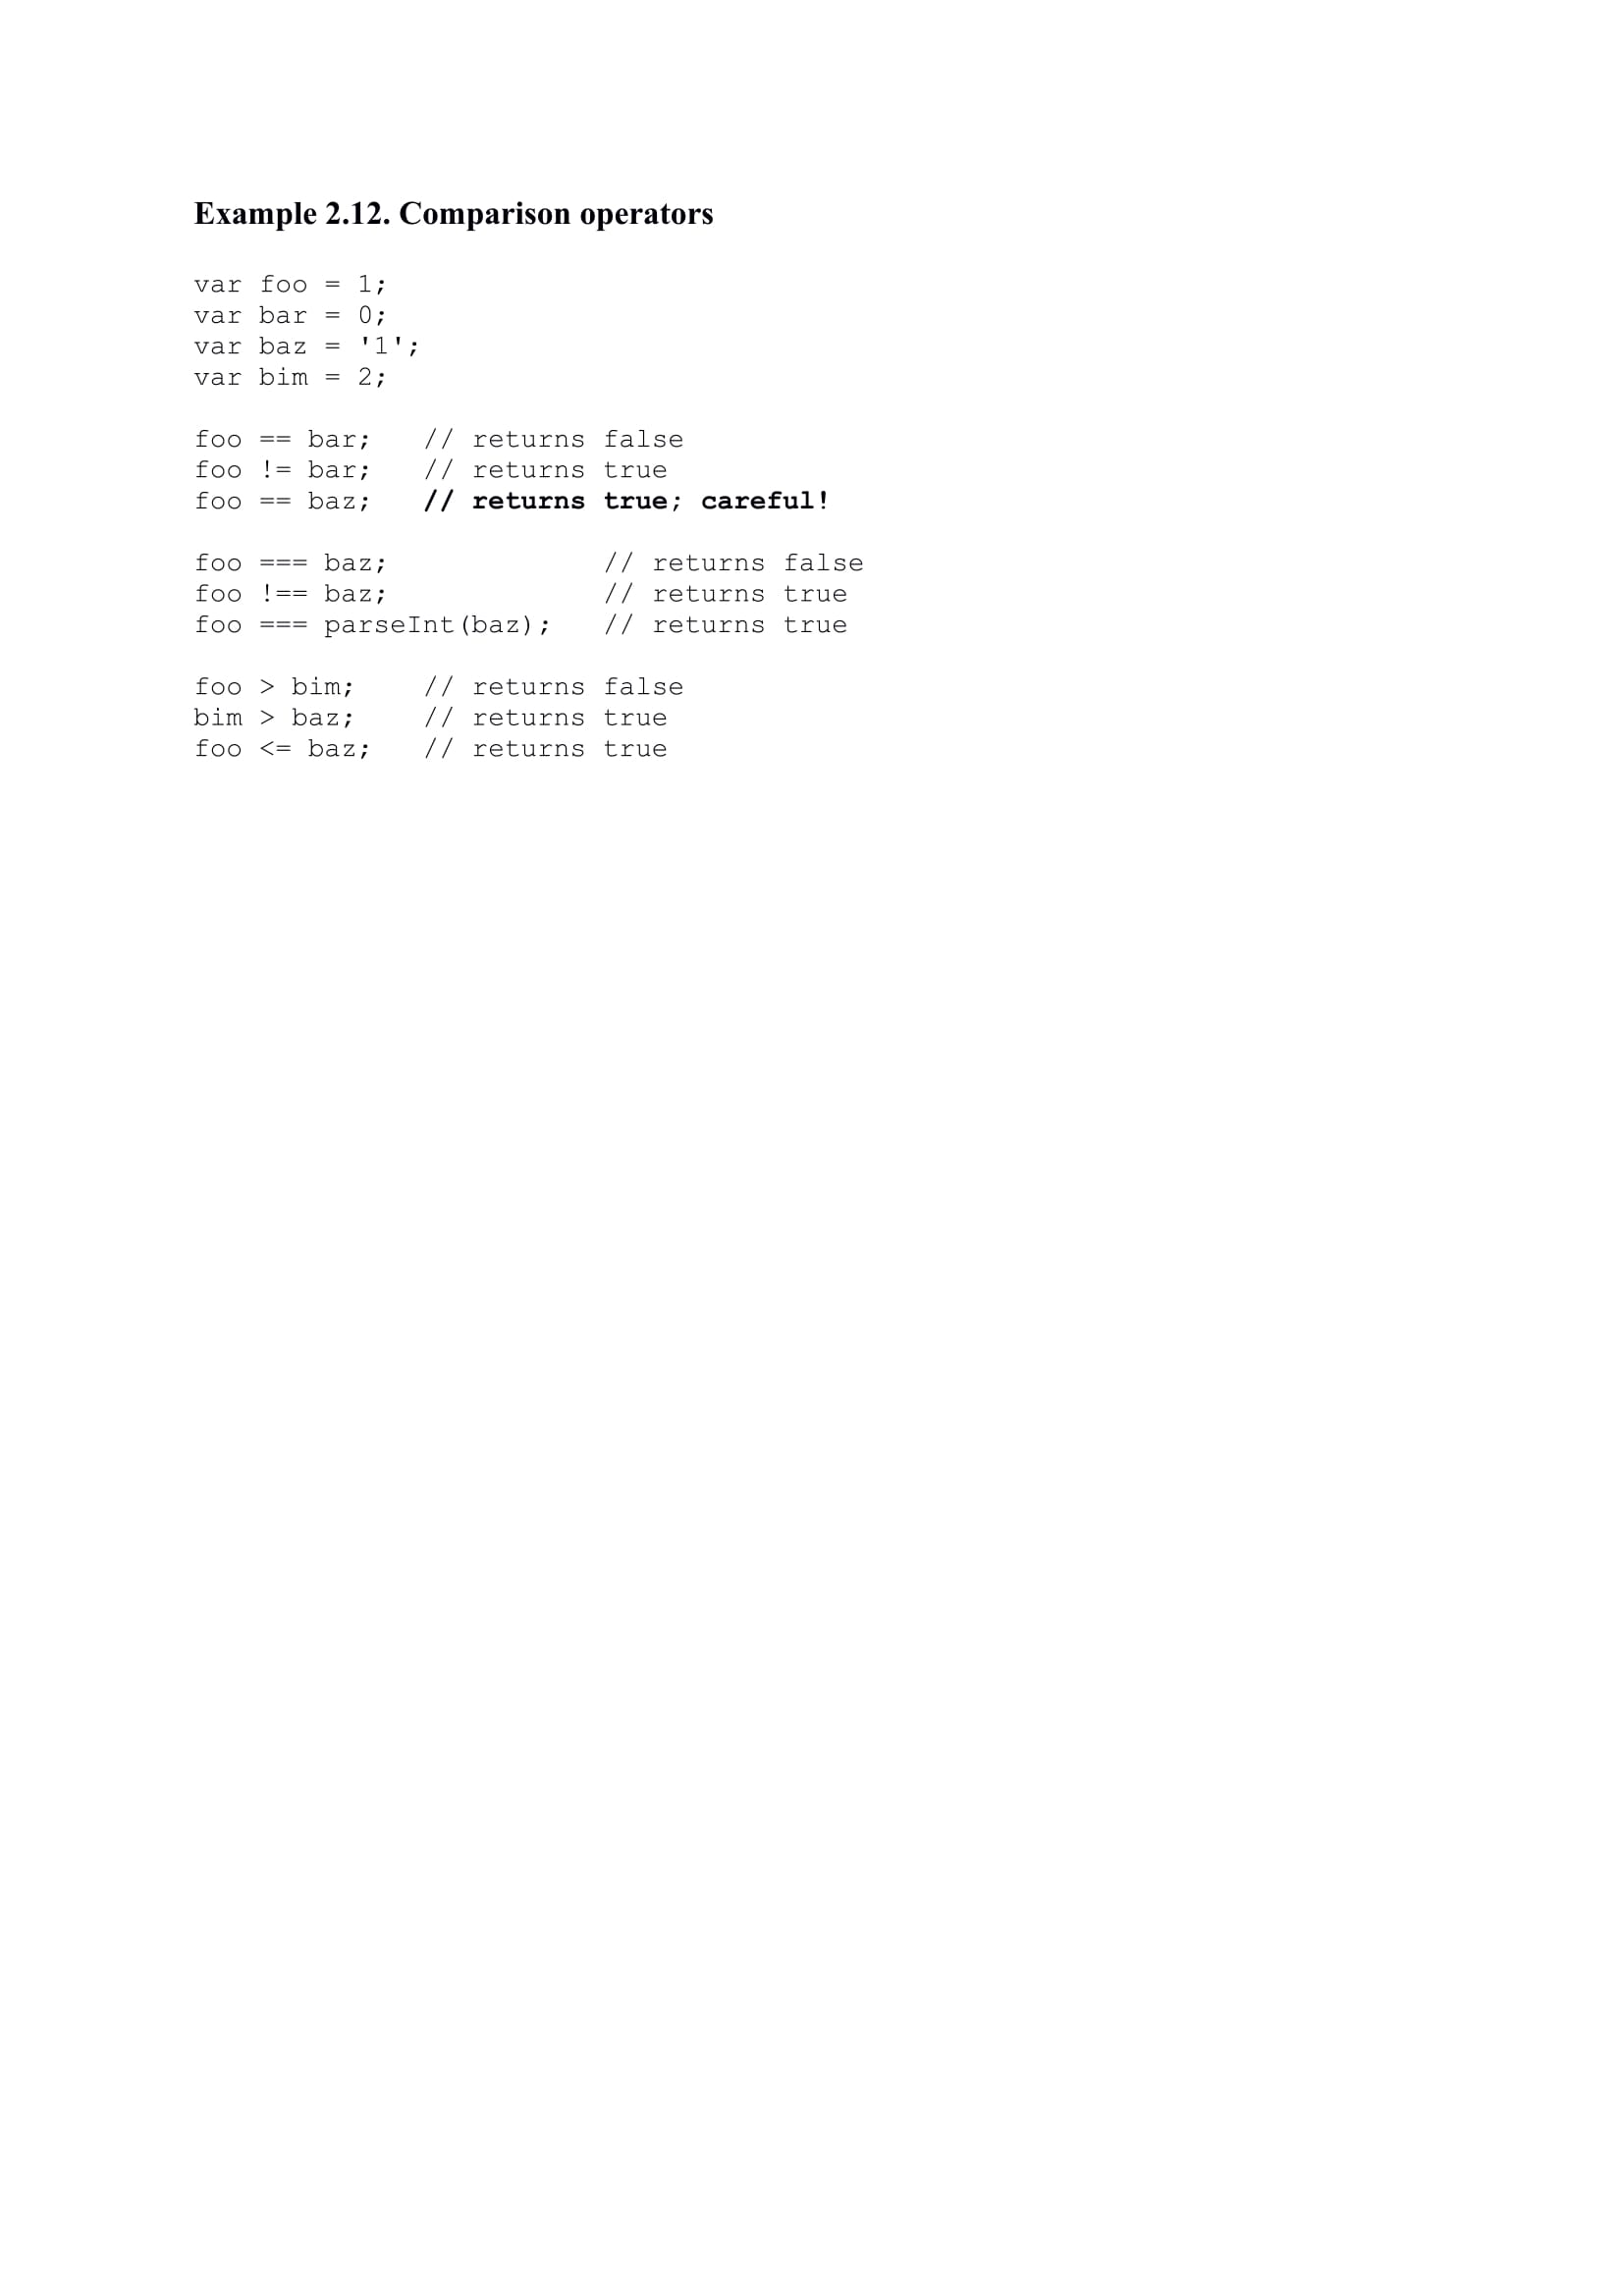 Example 2.12. Comparison operators
var foo = 1;
var bar = 0;
var baz = '1';
var bim = 2;
foo == bar;   // returns false
foo != bar;   // returns true
foo == baz;   // returns true; careful!
foo === baz;             // returns false
foo !== baz;             // returns true
foo === parseInt(baz);   // returns true
foo > bim;    // returns false
bim > baz;    // returns true
foo <= baz;   // returns true